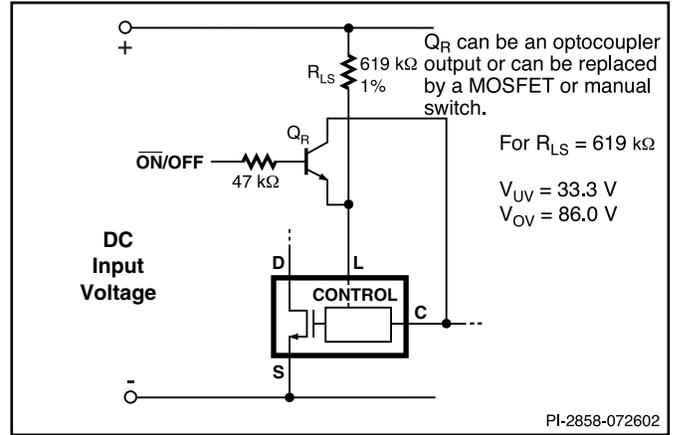 +
R_LS
619 kΩ
1%
Q_R can be an optocoupler
output or can be replaced
by a MOSFET or manual
switch.
Q_R
O̅N̅/OFF
47 kΩ
For R_LS = 619 kΩ
V_UV = 33.3 V
V_OV = 86.0 V
DC
Input
Voltage
D
L
CONTROL
C
S
-
PI-2858-072602